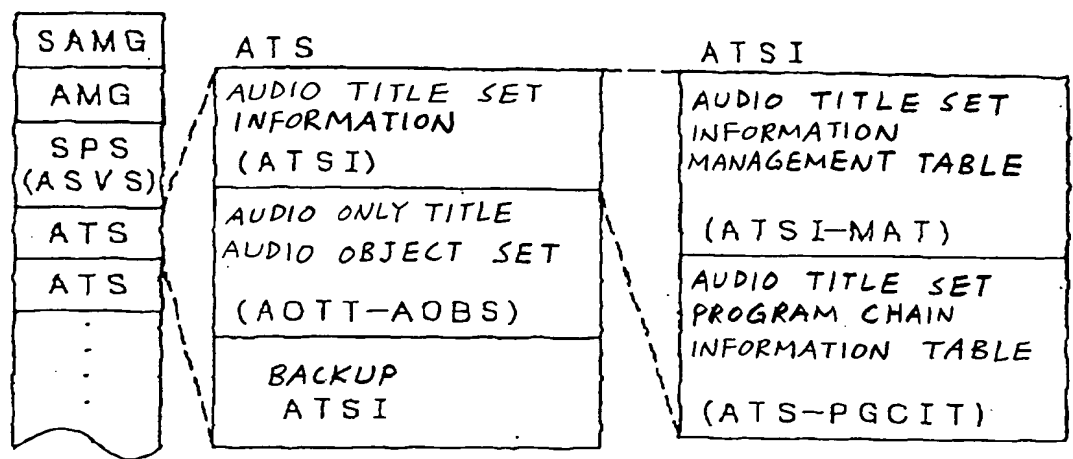 SAMG
AMG
SPS
(ASVS)
ATS
ATS
ATS
AUDIO TITLE SET
INFORMATION
(ATSI)
AUDIO ONLY TITLE
AUDIO OBJECT SET
(AOTT-AOBS)
BACKUP
ATSI
ATSI
AUDIO TITLE SET
INFORMATION
MANAGEMENT TABLE
(ATSI-MAT)
AUDIO TITLE SET
PROGRAM CHAIN
INFORMATION TABLE
(ATS-PGCIT)